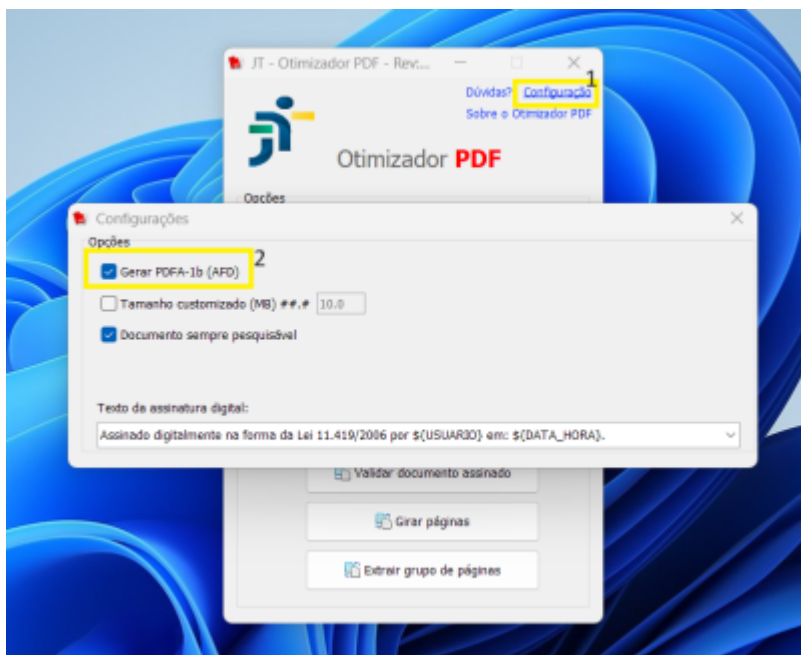 JT - Otimizador PDF - Rev:...
1
Dúvidas? Configuração
Sobre o Otimizador PDF
Otimizador PDF
Opções
Configurações
Opções
2
Gerar PDFA-1b (AFD)
Tamanho customizado (MB) ##.# 10.0
Documento sempre pesquisável
Texto da assinatura digital:
Assinado digitalmente na forma da Lei 11.419/2006 por ${USUARIO} em: ${DATA_HORA}.
Validar documento assinado
Girar páginas
Extrair grupo de páginas